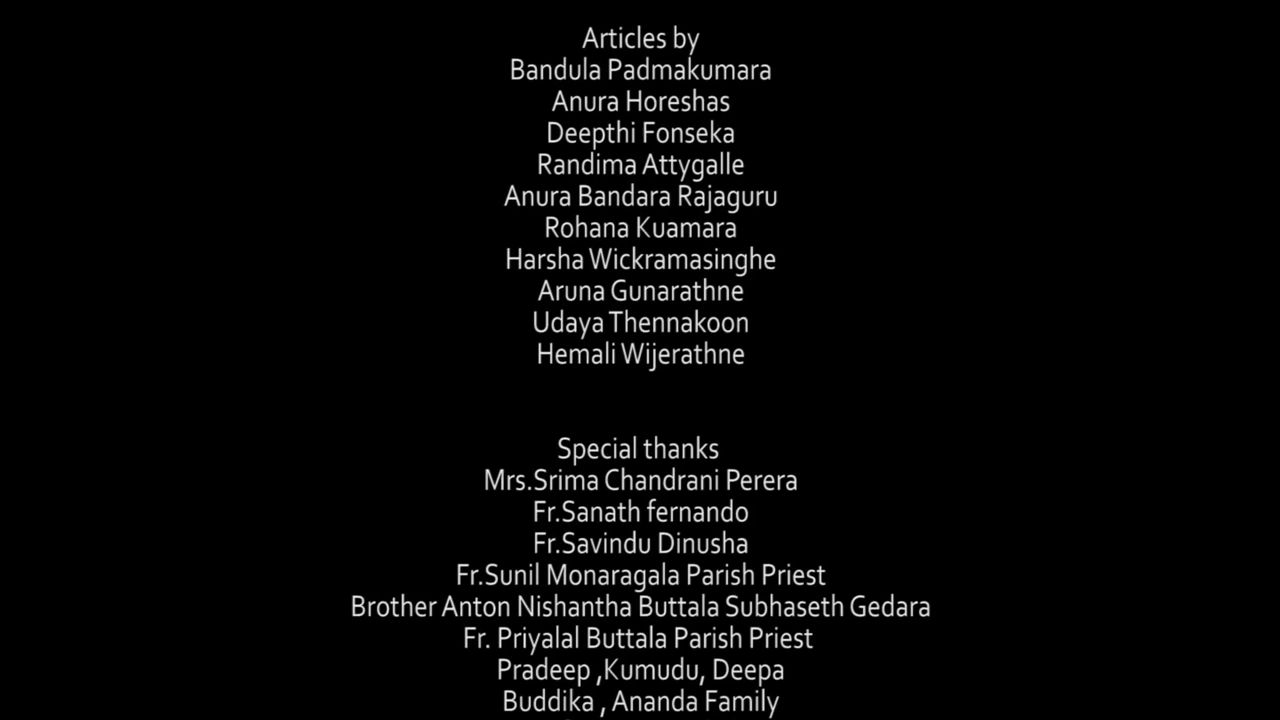 Articles by
Bandula Padmakumara
Anura Horeshas
Deepthi Fonseka
Randima Attygalle
Anura Bandara Rajaguru
Rohana Kuamara
Harsha Wickramasinghe
Aruna Gunarathne
Udaya Thennakoon
Hemali Wijerathne
Special thanks
Mrs.Srima Chandrani Perera
Fr.Sanath fernando
Fr.Savindu Dinusha
Fr.Sunil Monaragala Parish Priest
Brother Anton Nishantha Buttala Subhaseth Gedara
Fr. Priyalal Buttala Parish Priest
Pradeep ,Kumudu, Deepa
Buddika , Ananda Family